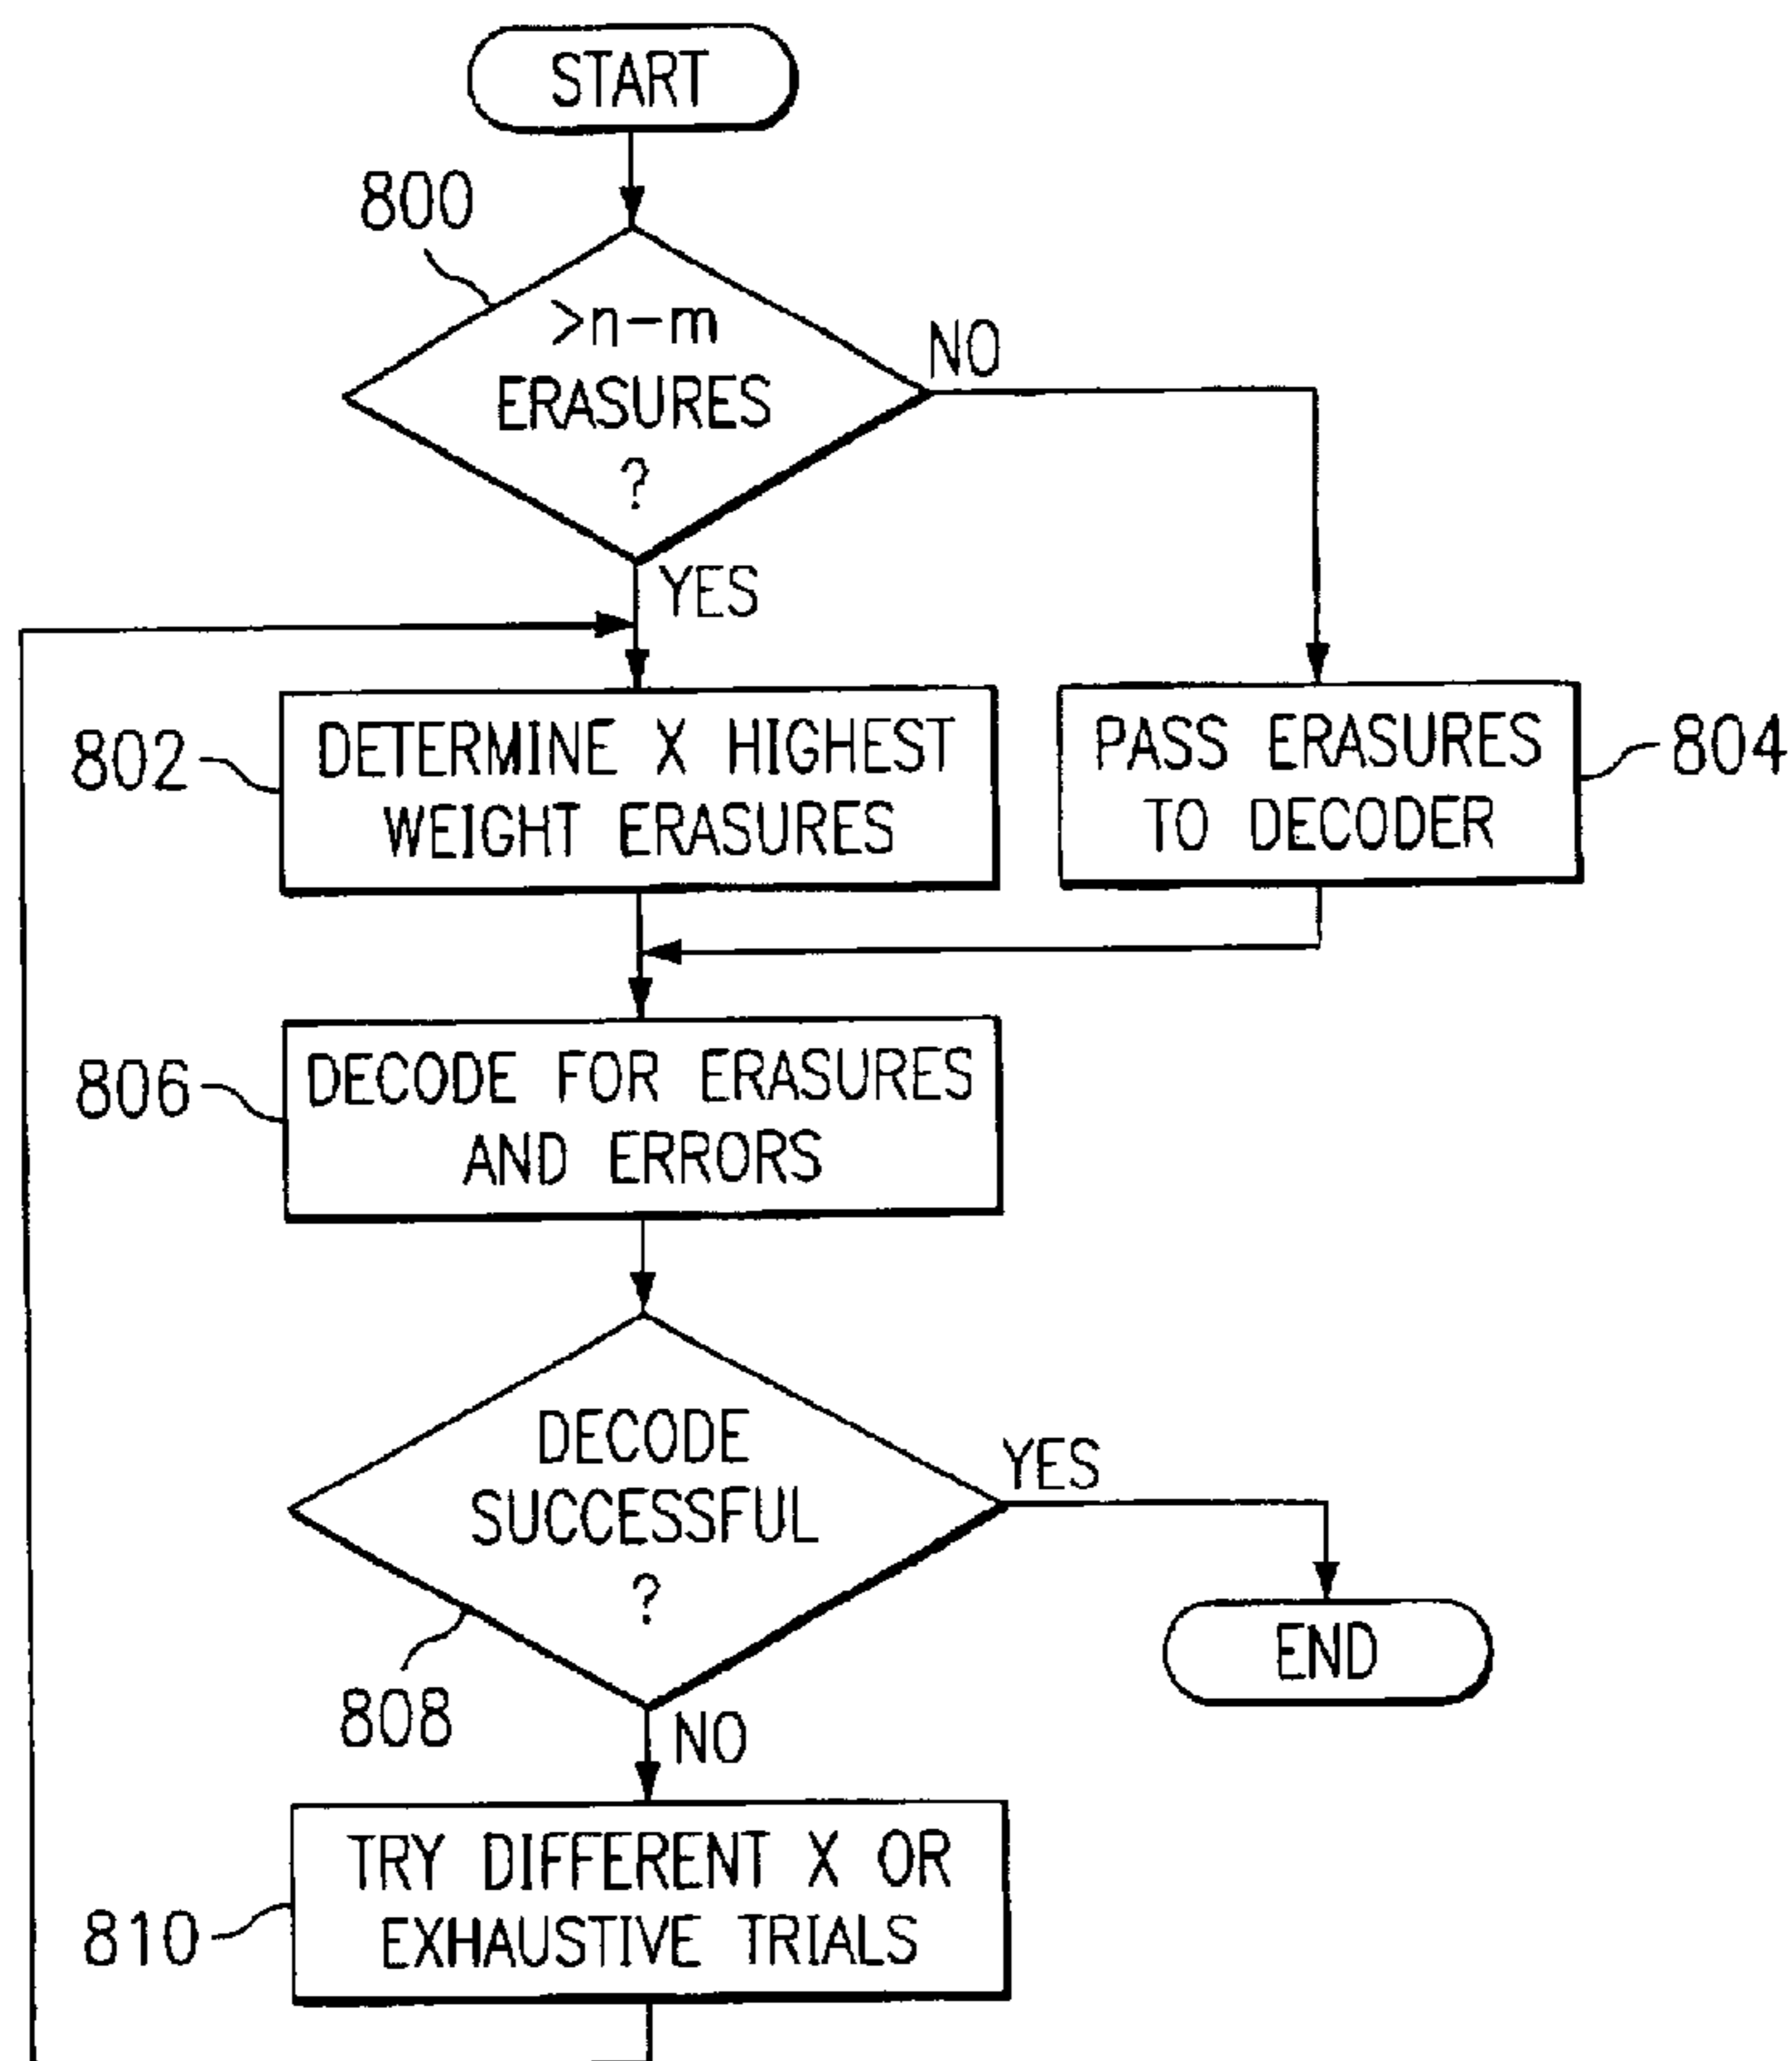 START
800
>n-m
ERASURES
?
NO
YES
802
DETERMINE X HIGHEST
WEIGHT ERASURES
PASS ERASURES
TO DECODER
804
806
DECODE FOR ERASURES
AND ERRORS
DECODE
SUCCESSFUL
?
YES
END
808
NO
810
TRY DIFFERENT X OR
EXHAUSTIVE TRIALS